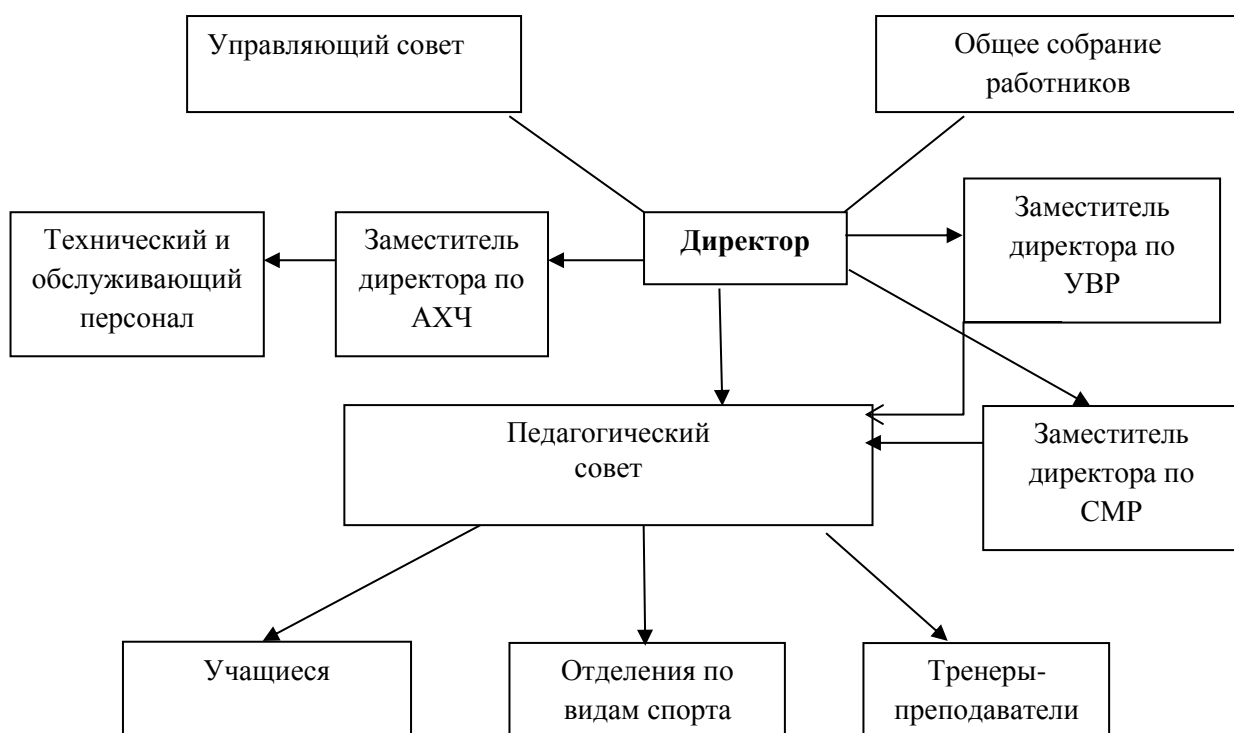 Управляющий совет
Общее собрание
работников
Технический и
обслуживающий
персонал
Заместитель
директора по
АХЧ
Директор
Заместитель
директора по
УВР
Педагогический
совет
Заместитель
директора по
СМР
Учащиеся
Отделения по
видам спорта
Тренеры-
преподаватели